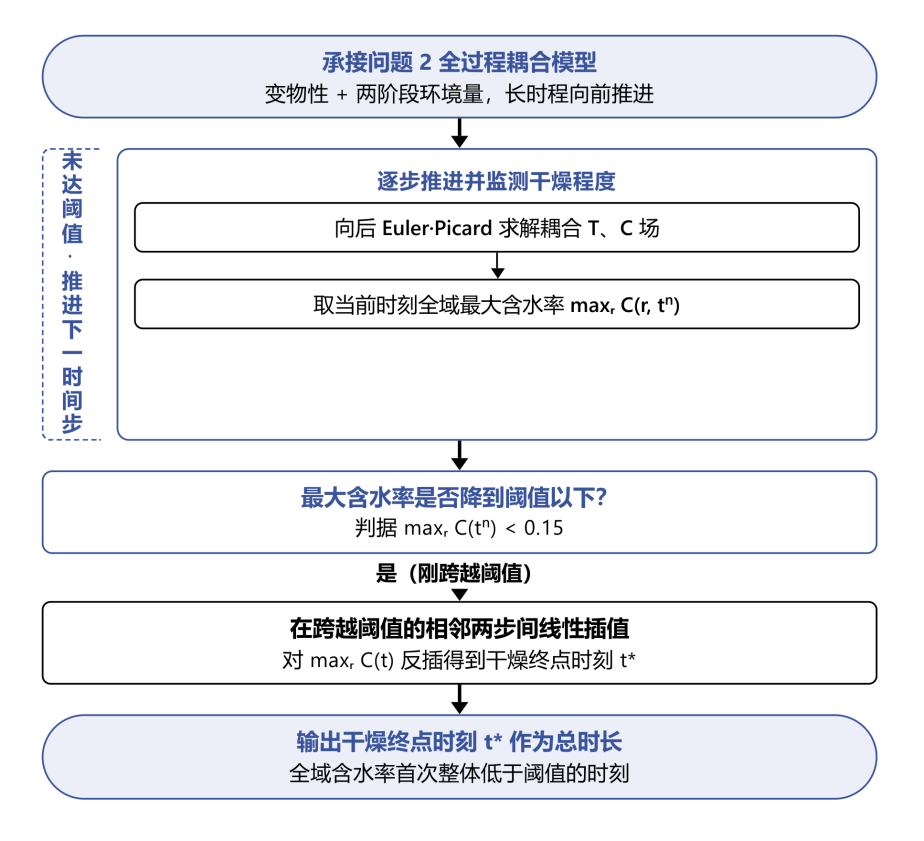 承接问题 2 全过程耦合模型
变物性 + 两阶段环境量，长时程向前推进
未达阈值·推进下一时间步
逐步推进并监测干燥程度
向后 Euler·Picard 求解耦合 T、C 场
取当前时刻全域最大含水率 maxᵣ C(r, tⁿ)
最大含水率是否降到阈值以下？
判据 maxᵣ C(tⁿ) < 0.15
是（刚跨越阈值）
在跨越阈值的相邻两步间线性插值
对 maxᵣ C(t) 反插得到干燥终点时刻 t*
输出干燥终点时刻 t* 作为总时长
全域含水率首次整体低于阈值的时刻